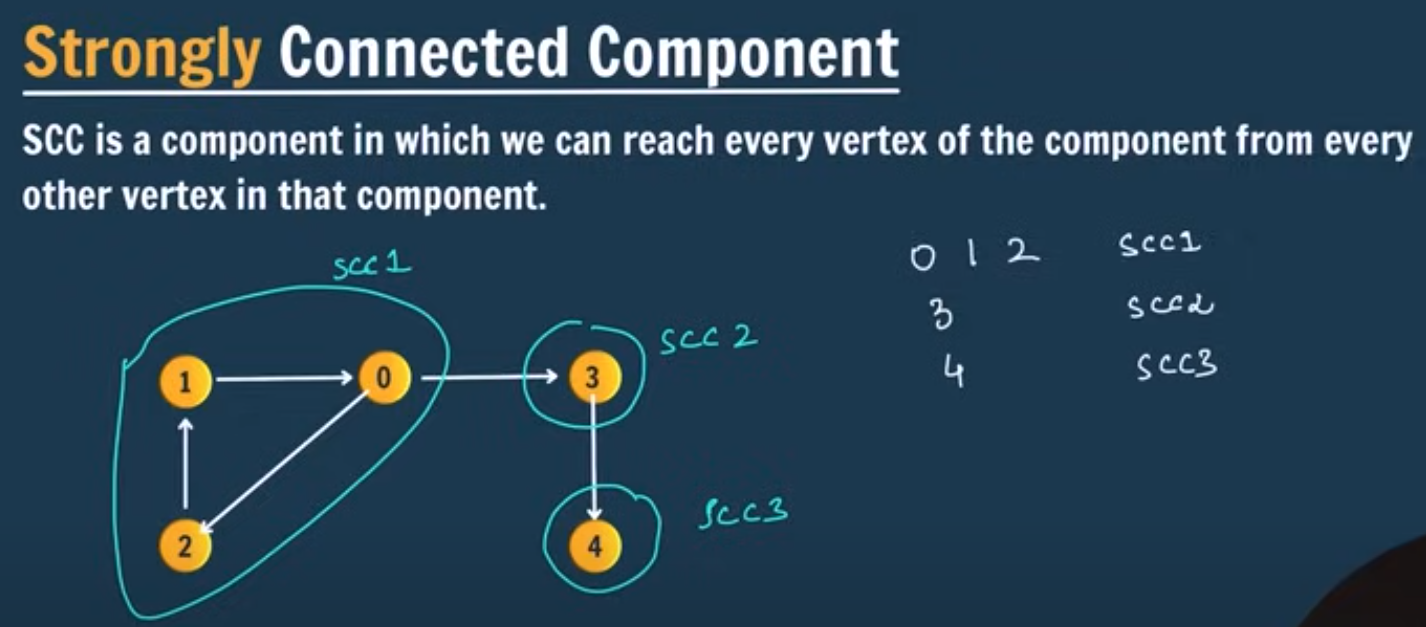 Strongly Connected Component
SCC is a component in which we can reach every vertex of the component from every
other vertex in that component.
scc 1
1
0
3
scc 2
2
4
scc3
0 1 2 scc1
3 scc2
4 scc3